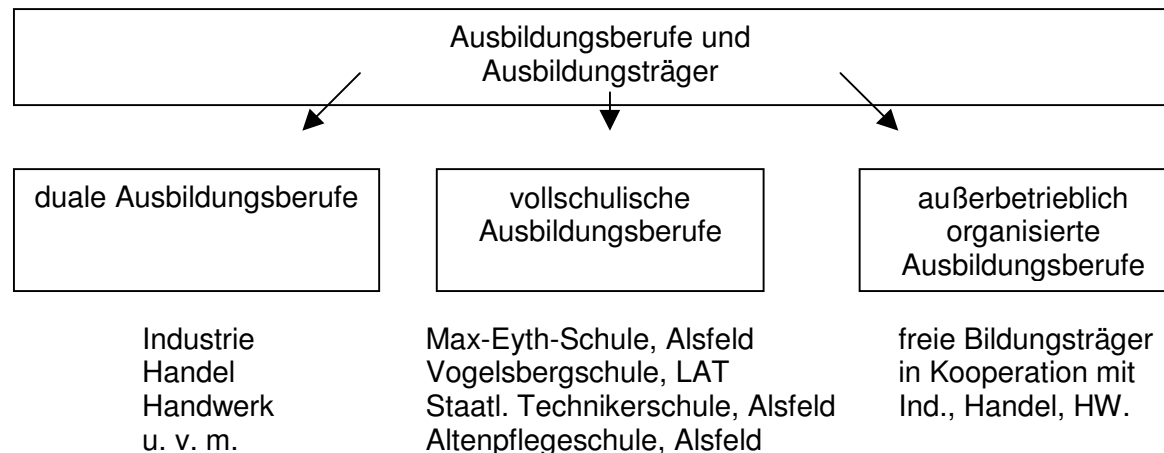 Ausbildungsberufe und
Ausbildungsträger
duale Ausbildungsberufe
vollschulische
Ausbildungsberufe
außerbetrieblich
organisierte
Ausbildungsberufe
Industrie
Handel
Handwerk
u. v. m.
Max-Eyth-Schule, Alsfeld
Vogelsbergschule, LAT
Staatl. Technikerschule, Alsfeld
Altenpflegeschule, Alsfeld
freie Bildungsträger
in Kooperation mit
Ind., Handel, HW.